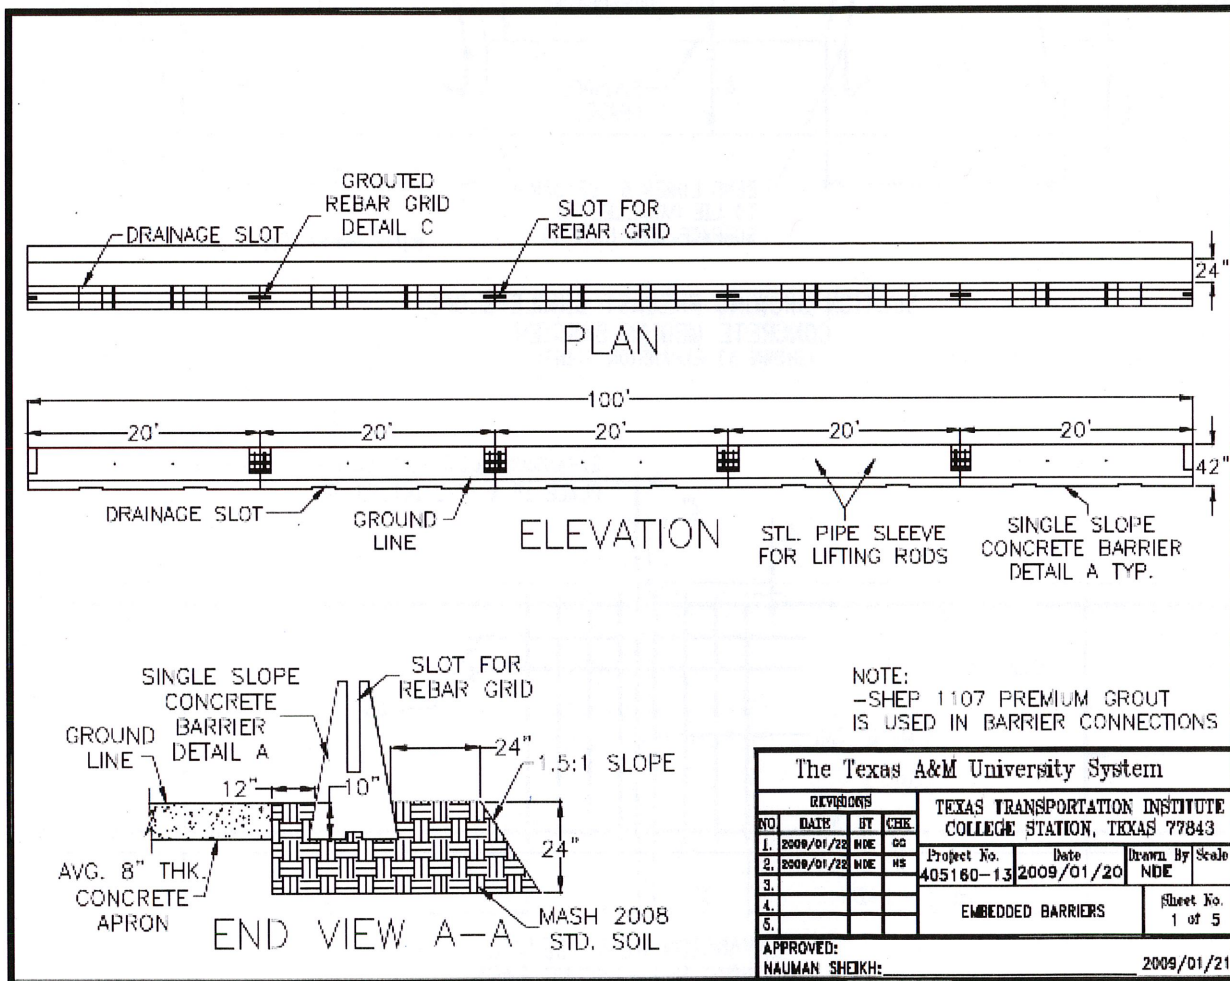 GROUTED
REBAR GRID
DETAIL C
SLOT FOR
REBAR GRID
DRAINAGE SLOT
24"
PLAN
100'
20'
20'
20'
20'
20'
42"
DRAINAGE SLOT
GROUND
LINE
ELEVATION
STL. PIPE SLEEVE
FOR LIFTING RODS
SINGLE SLOPE
CONCRETE BARRIER
DETAIL A TYP.
SINGLE SLOPE
CONCRETE
BARRIER
DETAIL A
SLOT FOR
REBAR GRID
GROUND
LINE
12"
10"
24"
1.5:1 SLOPE
24"
AVG. 8" THK.
CONCRETE
APRON
END VIEW A-A
MASH 2008
STD. SOIL
NOTE:
-SHEP 1107 PREMIUM GROUT
IS USED IN BARRIER CONNECTIONS
The Texas A&M University System
REVISIONS
NO. DATE BY CHK.
1. 2009/01/22 NDE
2. 2009/01/22 NDE NS
3.
4.
5.
TEXAS TRANSPORTATION INSTITUTE
COLLEGE STATION, TEXAS 77843
Project No. Date Drawn By Scale
405160-13 2009/01/20 NDE
EMBEDDED BARRIERS
Sheet No.
1 of 5
APPROVED:
NAUMAN SHEIKH: 2009/01/21